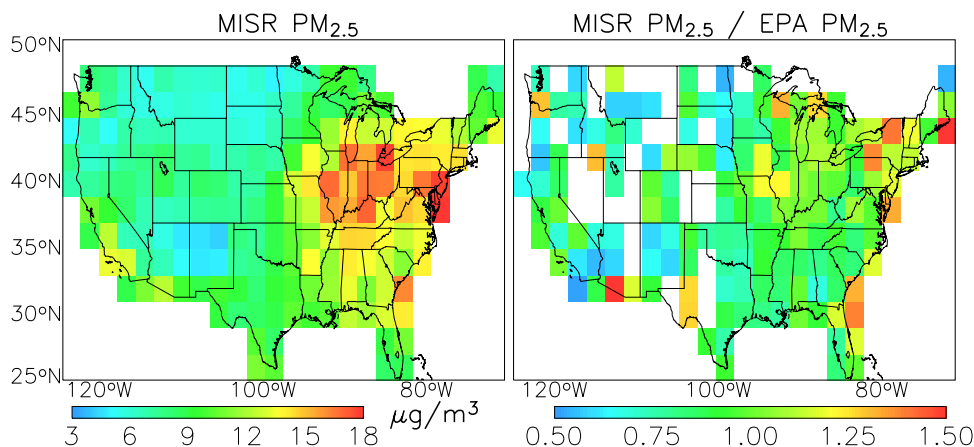 MISR PM2.5
MISR PM2.5 / EPA PM2.5
50°N
45°N
40°N
35°N
30°N
25°N
120°W 100°W 80°W
120°W 100°W 80°W
3 6 9 12 15 18 μg/m³
0.50 0.75 1.00 1.25 1.50